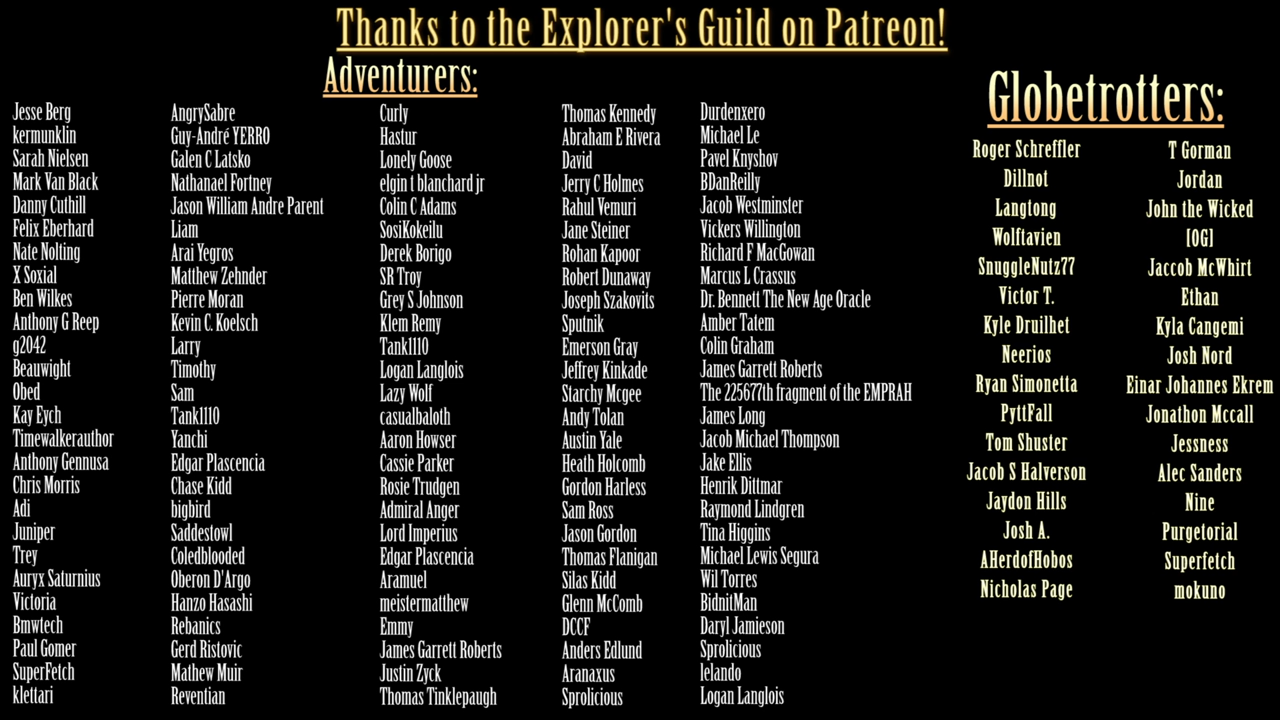 Thanks to the Explorer's Guild on Patreon!
Adventurers:
Jesse Berg
kermunklin
Sarah Nielsen
Mark Van Black
Danny Cuthill
Felix Eberhard
Nate Nolting
X Soxial
Ben Wilkes
Anthony G Reep
g2042
Beauwight
Obed
Kay Eych
Timewalkerauthor
Anthony Gennusa
Chris Morris
Adi
Juniper
Trey
Auryx Saturnius
Victoria
Bmwtech
Paul Gomer
SuperFetch
klettari
AngrySabre
Guy-André YERRO
Galen C Latsko
Nathanael Fortney
Jason William Andre Parent
Liam
Arai Yegros
Matthew Zehnder
Pierre Moran
Kevin C. Koelsch
Larry
Timothy
Sam
Tank1110
Yanchi
Edgar Plascencia
Chase Kidd
bigbird
Saddestowl
Coledblooded
Oberon D'Argo
Hanzo Hasashi
Rebanics
Gerd Ristovic
Mathew Muir
Reventian
Curly
Hastur
Lonely Goose
elgin t blanchard jr
Colin C Adams
SosiKokeilu
Derek Borigo
SR Troy
Grey S Johnson
Klem Remy
Tank1110
Logan Langlois
Lazy Wolf
casualbaloth
Aaron Howser
Cassie Parker
Rosie Trudgen
Admiral Anger
Lord Imperius
Edgar Plascencia
Aramuel
meistermatthew
Emmy
James Garrett Roberts
Justin Zyck
Thomas Tinklepaugh
Thomas Kennedy
Abraham E Rivera
David
Jerry C Holmes
Rahul Vemuri
Jane Steiner
Rohan Kapoor
Robert Dunaway
Joseph Szakovits
Sputnik
Emerson Gray
Jeffrey Kinkade
Starchy Mcgee
Andy Tolan
Austin Yale
Heath Holcomb
Gordon Harless
Sam Ross
Jason Gordon
Thomas Flanigan
Silas Kidd
Glenn McComb
DCCF
Anders Edlund
Aranaxus
Sprolicious
Durdenxero
Michael Le
Pavel Knyshov
BDanReilly
Jacob Westminster
Vickers Willington
Richard F MacGowan
Marcus L Crassus
Dr. Bennett The New Age Oracle
Amber Tatem
Colin Graham
James Garrett Roberts
The 225677th fragment of the EMPRAH
James Long
Jacob Michael Thompson
Jake Ellis
Henrik Dittmar
Raymond Lindgren
Tina Higgins
Michael Lewis Segura
Wil Torres
BidnitMan
Daryl Jamieson
Sprolicious
lelando
Logan Langlois
Globetrotters:
Roger Schreffler
Dillnot
Langtong
Wolftavien
SnuggleNutz77
Victor T.
Kyle Druilhet
Neerios
Ryan Simonetta
PyttFall
Tom Shuster
Jacob S Halverson
Jaydon Hills
Josh A.
AHerdofHobos
Nicholas Page
T Gorman
Jordan
John the Wicked
[OG]
Jaccob McWhirt
Ethan
Kyla Cangemi
Josh Nord
Einar Johannes Ekrem
Jonathon Mccall
Jessness
Alec Sanders
Nine
Purgetorial
Superfetch
mokuno